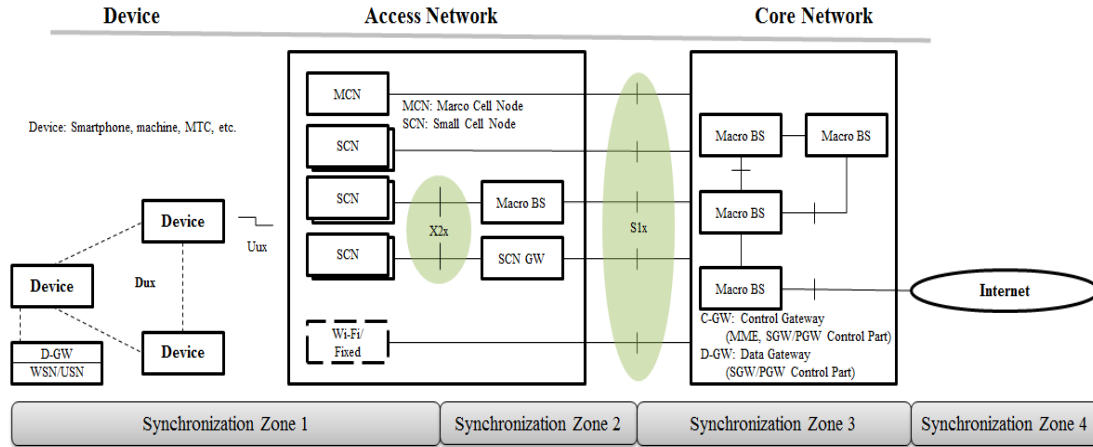 Device
Access Network
Core Network
MCN
MCN: Marco Cell Node
SCN: Small Cell Node
Device: Smartphone, machine, MTC, etc.
SCN
Macro BS
Macro BS
SCN
X2x
Macro BS
S1x
Macro BS
Device
Uux
SCN
SCN GW
Device
Dux
Macro BS
Internet
C-GW: Control Gateway
(MME, SGW/PGW Control Part)
D-GW: Data Gateway
(SGW/PGW Control Part)
Wi-Fi/
Fixed
Device
D-GW
WSN/USN
Synchronization Zone 1
Synchronization Zone 2
Synchronization Zone 3
Synchronization Zone 4